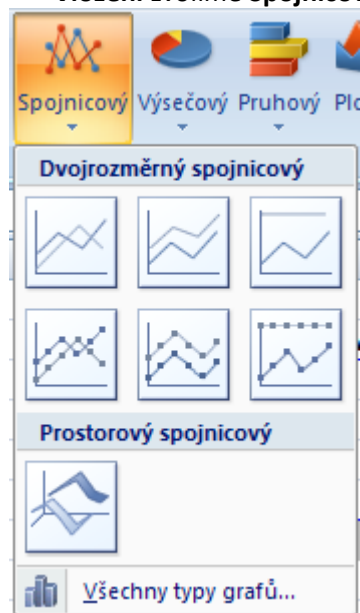 Spojnicový Výsečový Pruhový
Dvojrozměrný spojnicový
Prostorový spojnicový
Všechny typy grafů...